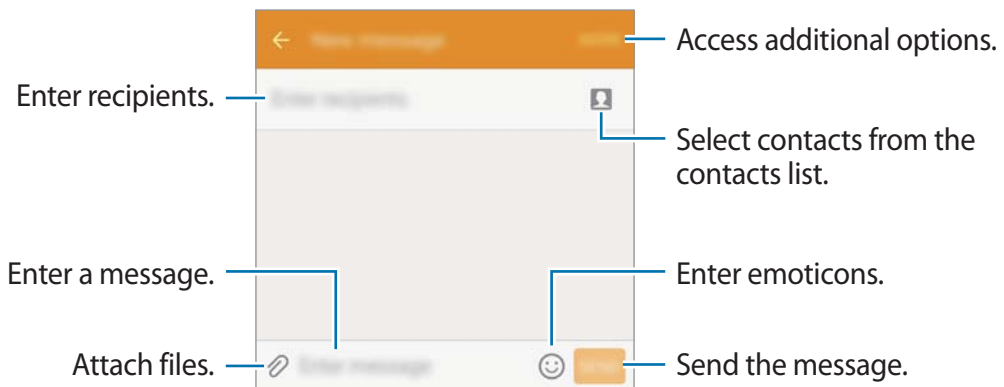 Access additional options.
Enter recipients.
Select contacts from the
contacts list.
Enter a message.
Enter emoticons.
Attach files.
Send the message.